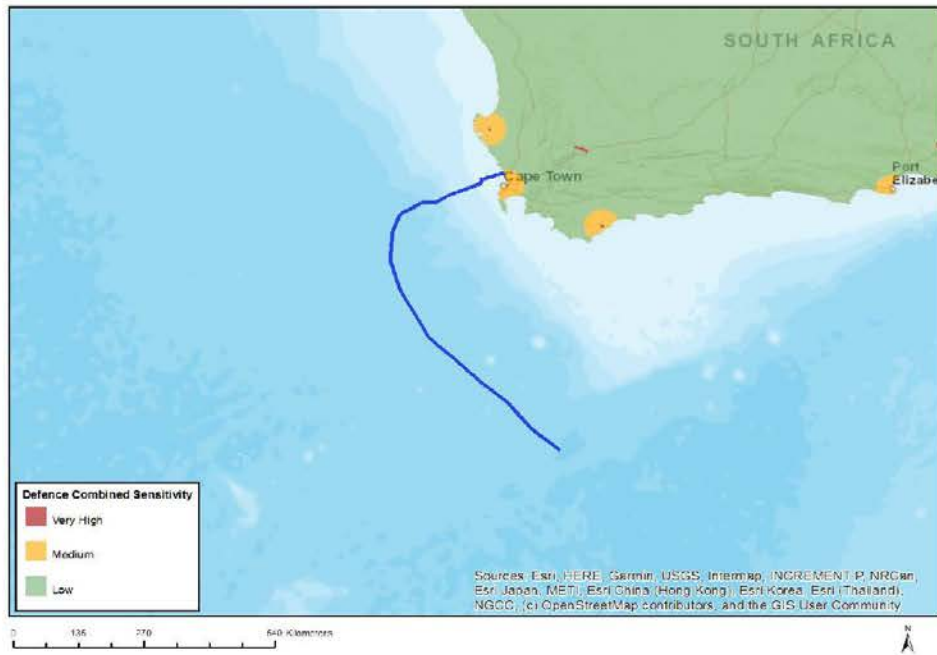 SOUTH AFRICA
Cape Town
Port
Elizabe
Defence Combined Sensitivity
Very High
Medium
Low
Sources: Esri, HERE, Garmin, USGS, Intermap, INCREMENT P, NRCan,
Esri Japan, METI, Esri China (Hong Kong), Esri Korea, Esri (Thailand),
NGCC, (c) OpenStreetMap contributors, and the GIS User Community
0 135 270 540 Kilometers
N